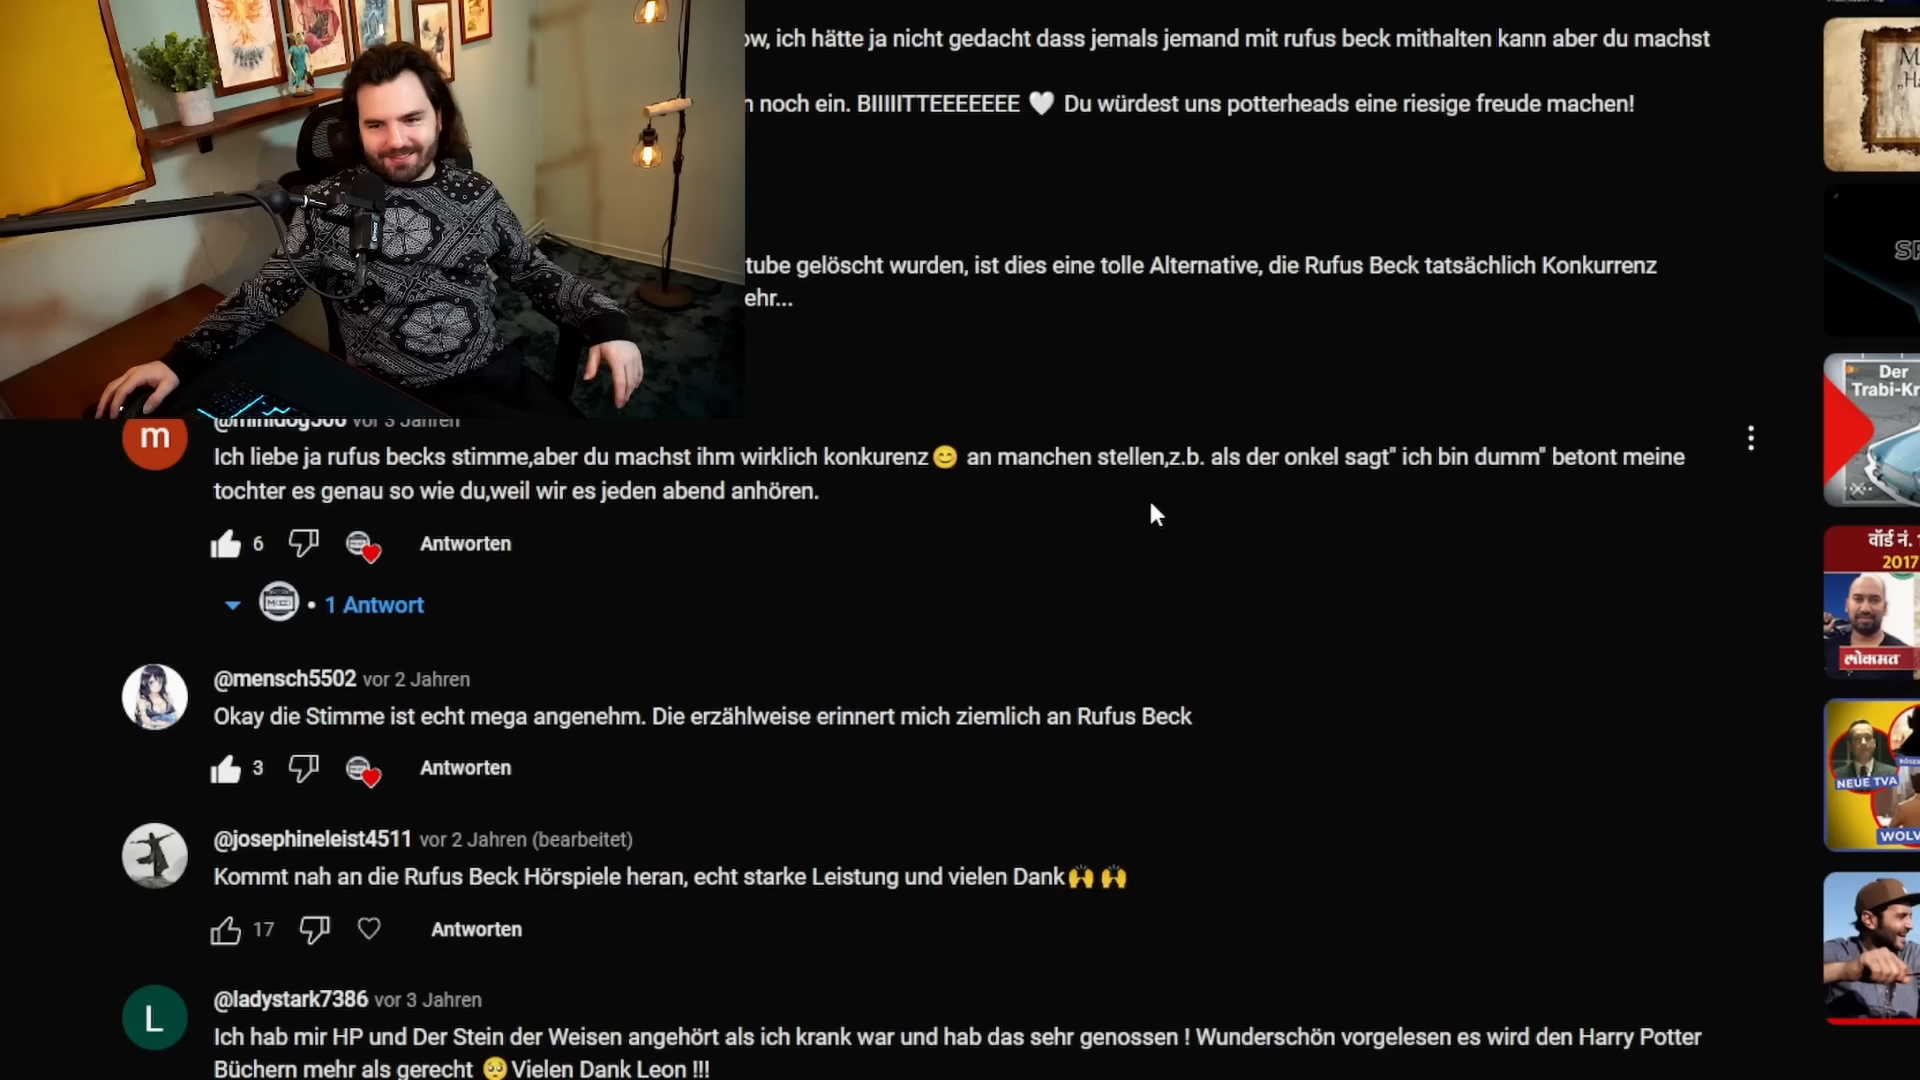 ich hätte ja nicht gedacht dass jemals jemand mit rufus beck mithalten kann aber du machst
noch ein. BIIIIITTEEEEEEE 🤍 Du würdest uns potterheads eine riesige freude machen!
gelöscht wurden, ist dies eine tolle Alternative, die Rufus Beck tatsächlich Konkurrenz
m
@minidog506 vor 3 Jahren
Ich liebe ja rufus becks stimme,aber du machst ihm wirklich konkurenz😊 an manchen stellen,z.b. als der onkel sagt" ich bin dumm" betont meine
tochter es genau so wie du,weil wir es jeden abend anhören.
6 Antworten
• 1 Antwort
@mensch5502 vor 2 Jahren
Okay die Stimme ist echt mega angenehm. Die erzählweise erinnert mich ziemlich an Rufus Beck
3 Antworten
@josephineleist4511 vor 2 Jahren (bearbeitet)
Kommt nah an die Rufus Beck Hörspiele heran, echt starke Leistung und vielen Dank🙌 🙌
17 Antworten
L
@ladystark7386 vor 3 Jahren
Ich hab mir HP und Der Stein der Weisen angehört als ich krank war und hab das sehr genossen ! Wunderschön vorgelesen es wird den Harry Potter
Büchern mehr als gerecht 🥺Vielen Dank Leon !!!
Der
Trabi-Kr
वॉर्ड नं.
2017
लोकमत
NEUE TVA
WOLV